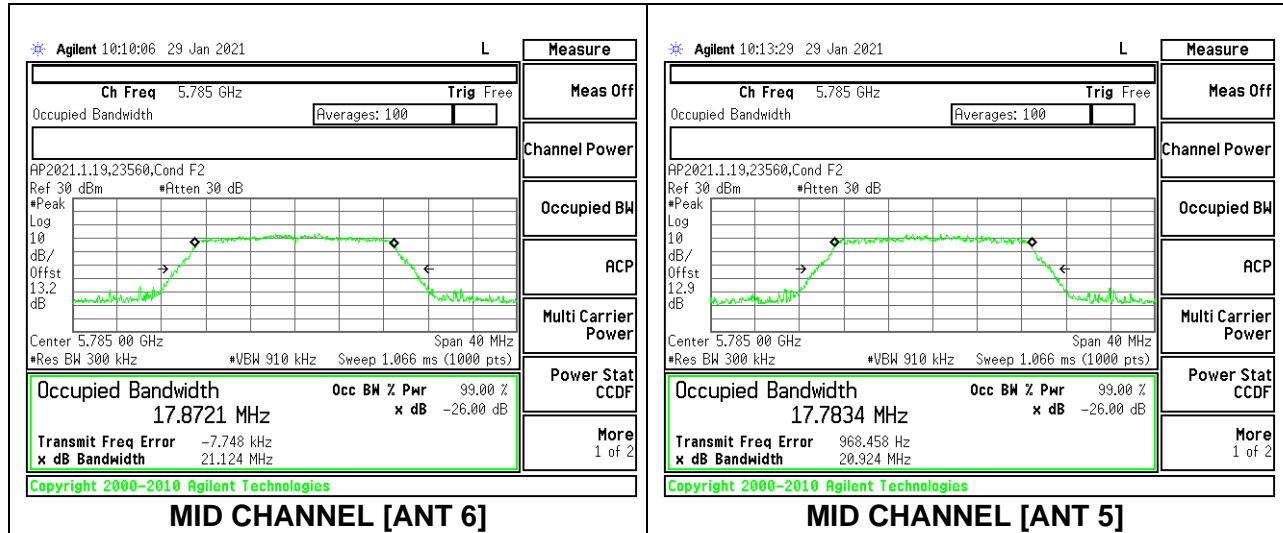 Agilent 10:10:06 29 Jan 2021 L Measure
Ch Freq 5.785 GHz Trig Free
Meas Off
Occupied Bandwidth Averages: 100
Channel Power
AP2021.1.19,23560,Cond F2
Ref 30 dBm #Atten 30 dB
#Peak
Log
10
dB/
Offst
13.2
dB
Occupied BW
ACP
Multi Carrier
Power
Center 5.785 00 GHz Span 40 MHz
#Res BW 300 kHz #VBW 910 kHz Sweep 1.066 ms (1000 pts)
Power Stat
CCDF
Occupied Bandwidth Occ BW % Pwr 99.00 %
17.8721 MHz x dB -26.00 dB
Transmit Freq Error -7.748 kHz
x dB Bandwidth 21.124 MHz
More
1 of 2
Copyright 2000-2010 Agilent Technologies
MID CHANNEL [ANT 6]
Agilent 10:13:29 29 Jan 2021 L Measure
Ch Freq 5.785 GHz Trig Free
Meas Off
Occupied Bandwidth Averages: 100
Channel Power
AP2021.1.19,23560,Cond F2
Ref 30 dBm #Atten 30 dB
#Peak
Log
10
dB/
Offst
12.9
dB
Occupied BW
ACP
Multi Carrier
Power
Center 5.785 00 GHz Span 40 MHz
#Res BW 300 kHz #VBW 910 kHz Sweep 1.066 ms (1000 pts)
Power Stat
CCDF
Occupied Bandwidth Occ BW % Pwr 99.00 %
17.7834 MHz x dB -26.00 dB
Transmit Freq Error 968.458 Hz
x dB Bandwidth 20.924 MHz
More
1 of 2
Copyright 2000-2010 Agilent Technologies
MID CHANNEL [ANT 5]